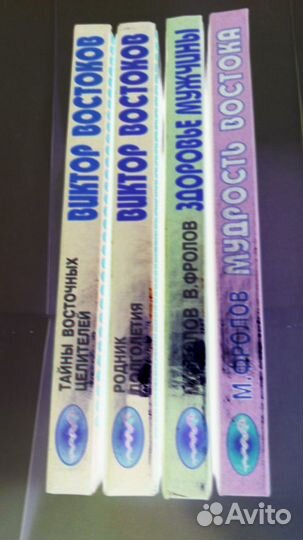 ТАЙНЫ ВОСТОЧНЫХ
ЦЕЛИТЕЛЕЙ
ВИКТОР ВОСТОКОВ
РОДНИК
ДОЛГОЛЕТИЯ
ВИКТОР ВОСТОКОВ
В.ФРОЛОВ ЗДОРОВЬЕ МУЖЧИНЫ
М.ФРОЛОВ МУДРОСТЬ ВОСТОКА
Avito